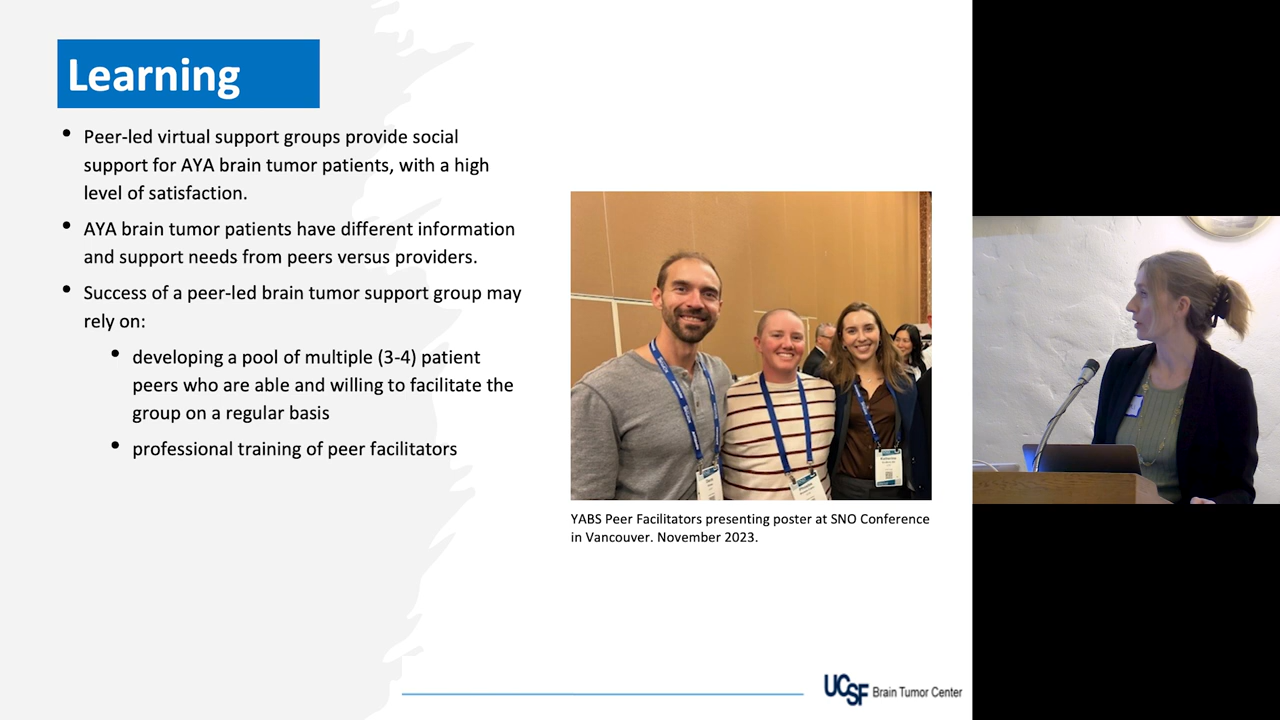 Learning
• Peer-led virtual support groups provide social
support for AYA brain tumor patients, with a high
level of satisfaction.
• AYA brain tumor patients have different information
and support needs from peers versus providers.
• Success of a peer-led brain tumor support group may
rely on:
• developing a pool of multiple (3-4) patient
peers who are able and willing to facilitate the
group on a regular basis
• professional training of peer facilitators
YABS Peer Facilitators presenting poster at SNO Conference
in Vancouver. November 2023.
UCSF Brain Tumor Center